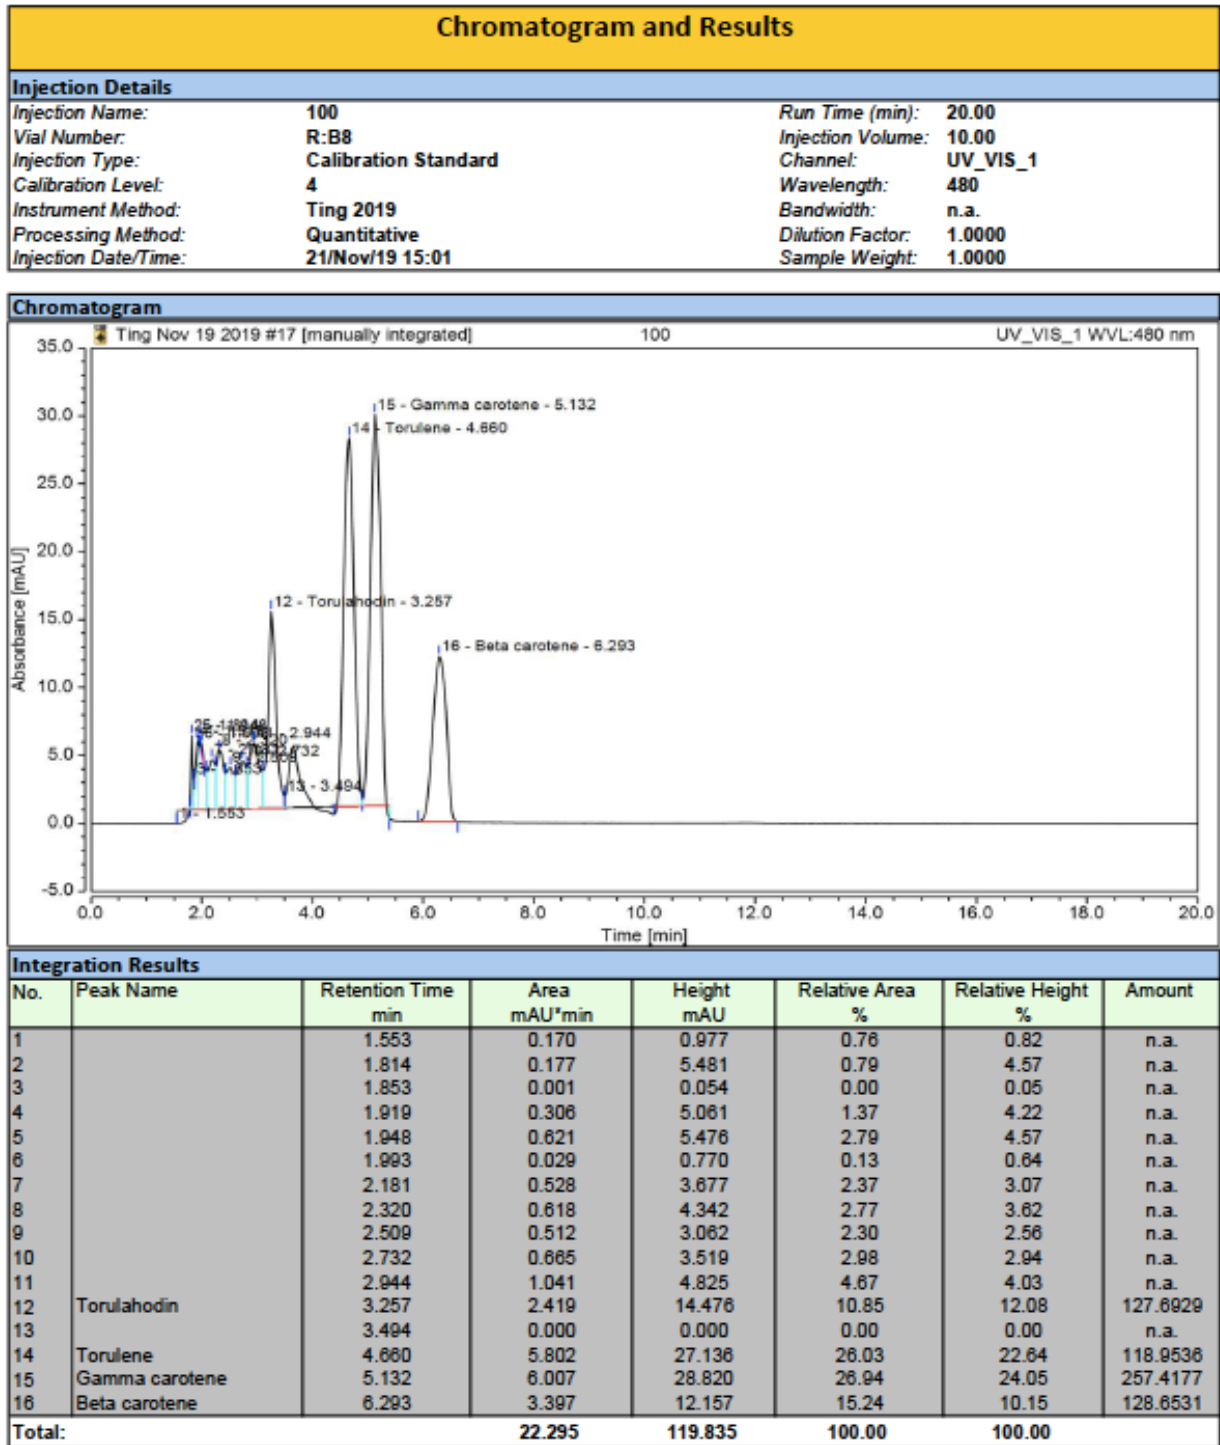 Chromatogram and Results
Injection Details
Injection Name: 100 Run Time (min): 20.00
Vial Number: R:B8 Injection Volume: 10.00
Injection Type: Calibration Standard Channel: UV_VIS_1
Calibration Level: 4 Wavelength: 480
Instrument Method: Ting 2019 Bandwidth: n.a.
Processing Method: Quantitative Dilution Factor: 1.0000
Injection Date/Time: 21/Nov/19 15:01 Sample Weight: 1.0000
Chromatogram
Ting Nov 19 2019 #17 [manually integrated] 100 UV_VIS_1 WVL:480 nm
35.0
30.0
25.0
20.0
15.0
10.0
5.0
0.0
-5.0
Absorbance [mAU]
15 - Gamma carotene - 5.132
14 - Torulene - 4.660
12 - Torulahodin - 3.257
16 - Beta carotene - 6.293
2.944
13 - 3.494
1.553
0.0 2.0 4.0 6.0 8.0 10.0 12.0 14.0 16.0 18.0 20.0
Time [min]
Integration Results
No. Peak Name Retention Time Area Height Relative Area Relative Height Amount
min mAU*min mAU % %
1 1.553 0.170 0.977 0.76 0.82 n.a.
2 1.814 0.177 5.481 0.79 4.57 n.a.
3 1.853 0.001 0.054 0.00 0.05 n.a.
4 1.919 0.306 5.061 1.37 4.22 n.a.
5 1.948 0.621 5.476 2.79 4.57 n.a.
6 1.993 0.029 0.770 0.13 0.64 n.a.
7 2.181 0.528 3.677 2.37 3.07 n.a.
8 2.320 0.618 4.342 2.77 3.62 n.a.
9 2.509 0.512 3.062 2.30 2.56 n.a.
10 2.732 0.665 3.519 2.98 2.94 n.a.
11 2.944 1.041 4.825 4.67 4.03 n.a.
12 Torulahodin 3.257 2.419 14.476 10.85 12.08 127.6929
13 3.494 0.000 0.000 0.00 0.00 n.a.
14 Torulene 4.660 5.802 27.136 26.03 22.64 118.9536
15 Gamma carotene 5.132 6.007 28.820 26.94 24.05 257.4177
16 Beta carotene 6.293 3.397 12.157 15.24 10.15 128.6531
Total: 22.295 119.835 100.00 100.00